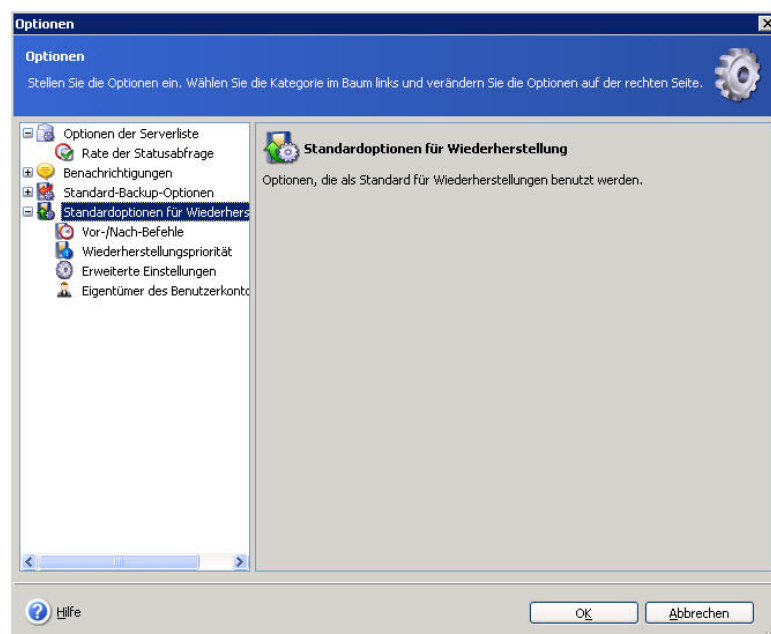 Optionen
Optionen
Stellen Sie die Optionen ein. Wählen Sie die Kategorie im Baum links und verändern Sie die Optionen auf der rechten Seite.
Optionen der Serverliste
Rate der Statusabfrage
Benachrichtigungen
Standard-Backup-Optionen
Standardoptionen für Wiederhers
Vor-/Nach-Befehle
Wiederherstellungspriorität
Erweiterte Einstellungen
Eigentümer des Benutzerkonto
Standardoptionen für Wiederherstellung
Optionen, die als Standard für Wiederherstellungen benutzt werden.
Hilfe
OK
Abbrechen